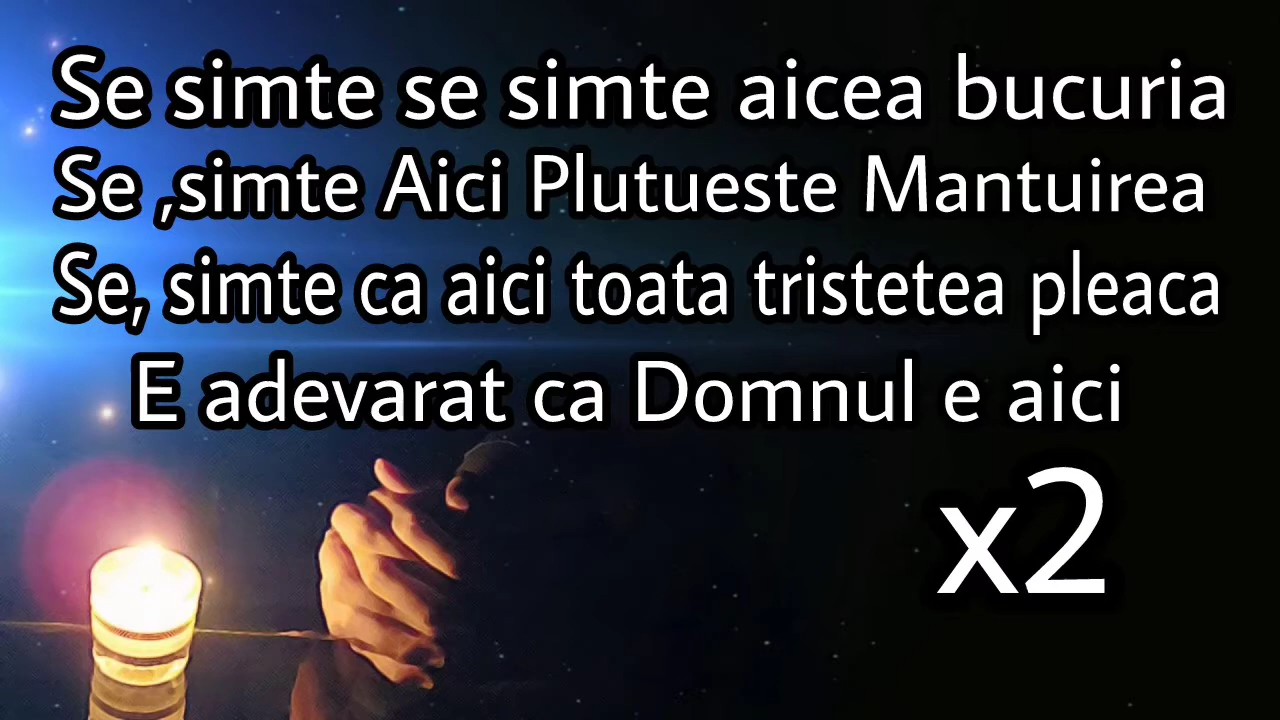 Se simte se simte aicea bucuria
Se ,simte Aici Plutueste Mantuirea
Se, simte ca aici toata tristetea pleaca
E adevarat ca Domnul e aici
x2